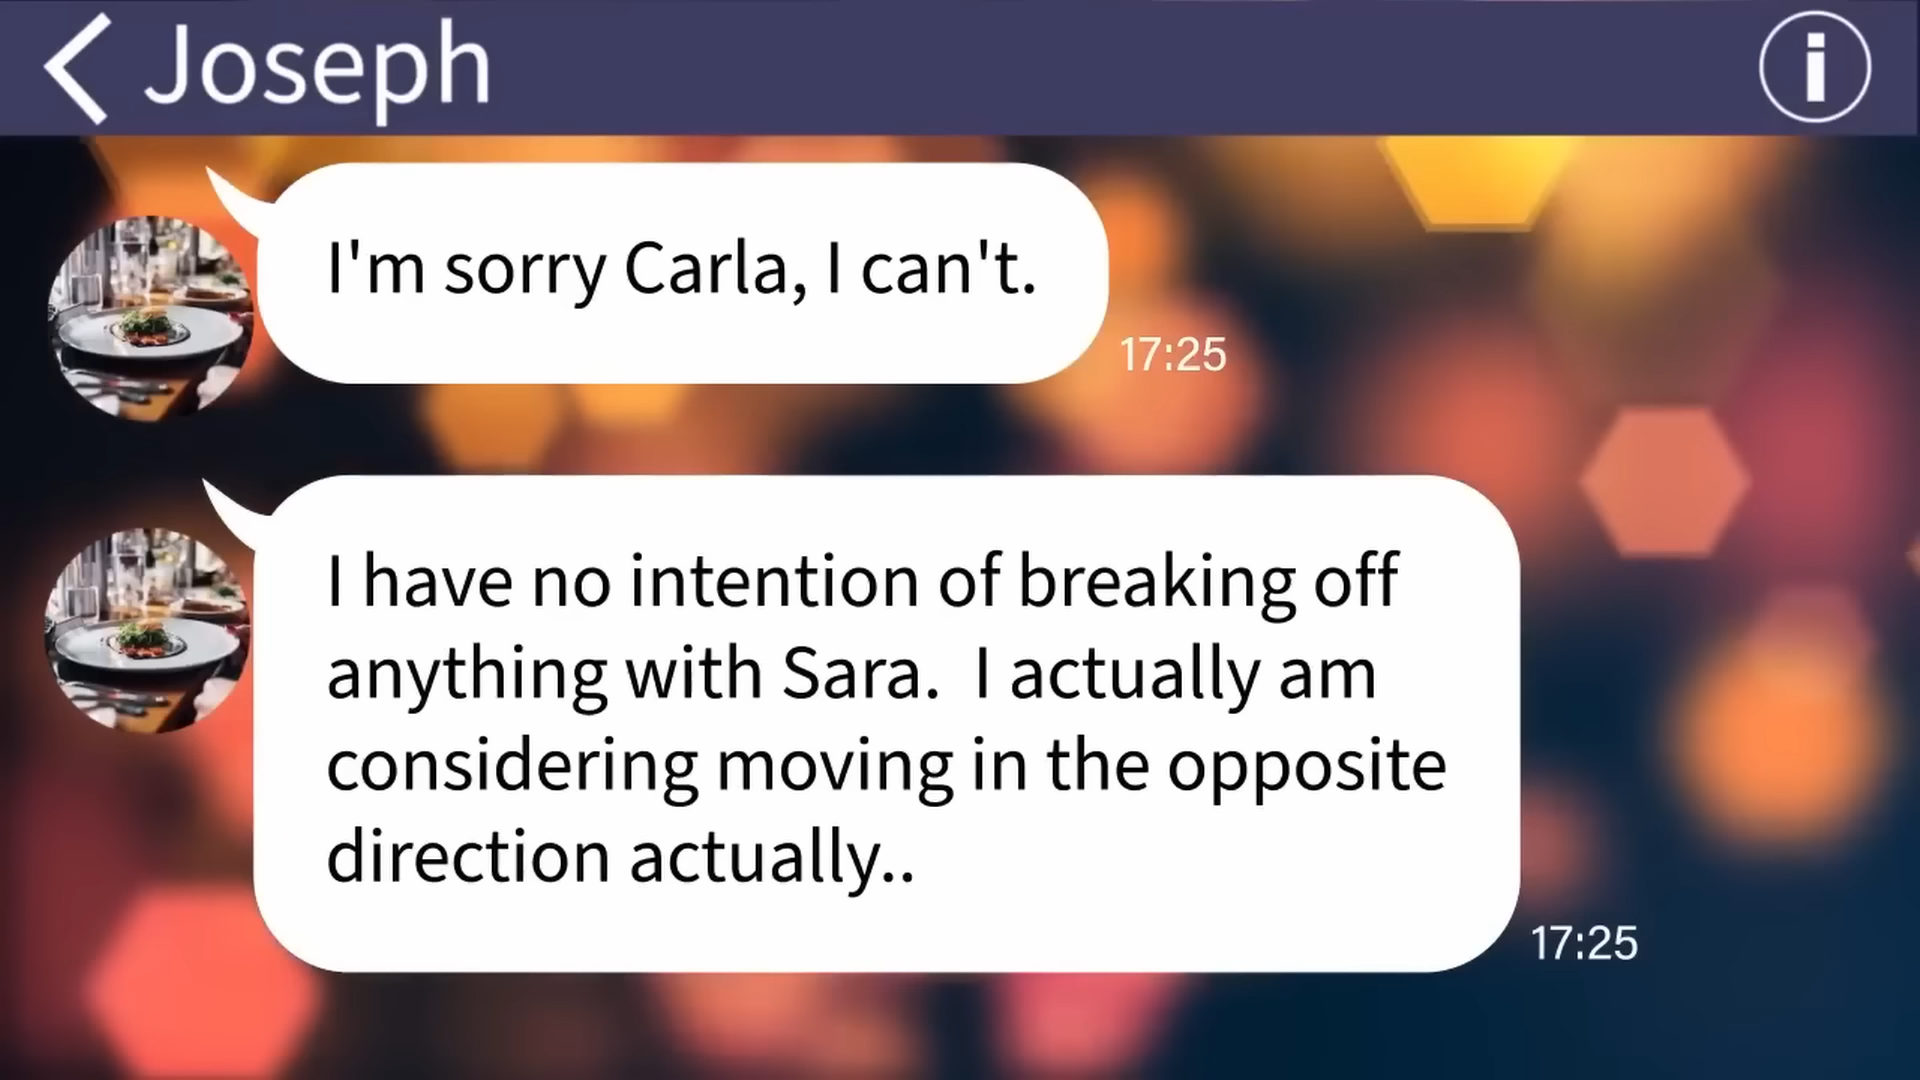 Joseph
I'm sorry Carla, I can't.
17:25
I have no intention of breaking off
anything with Sara.  I actually am
considering moving in the opposite
direction actually..
17:25